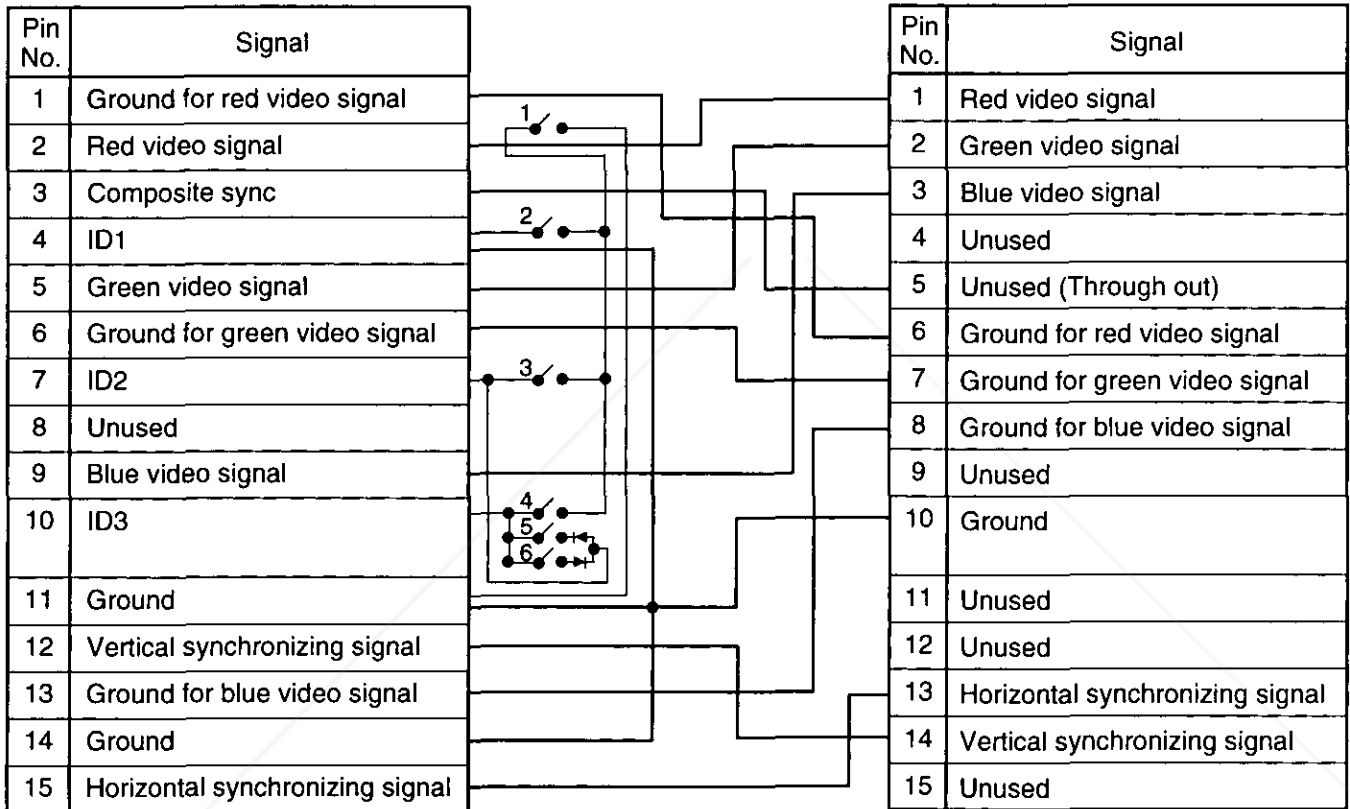 Pin No. Signal
1 Ground for red video signal
2 Red video signal
3 Composite sync
4 ID1
5 Green video signal
6 Ground for green video signal
7 ID2
8 Unused
9 Blue video signal
10 ID3
11 Ground
12 Vertical synchronizing signal
13 Ground for blue video signal
14 Ground
15 Horizontal synchronizing signal
1
2
3
4
5
6
Pin No. Signal
1 Red video signal
2 Green video signal
3 Blue video signal
4 Unused
5 Unused (Through out)
6 Ground for red video signal
7 Ground for green video signal
8 Ground for blue video signal
9 Unused
10 Ground
11 Unused
12 Unused
13 Horizontal synchronizing signal
14 Vertical synchronizing signal
15 Unused